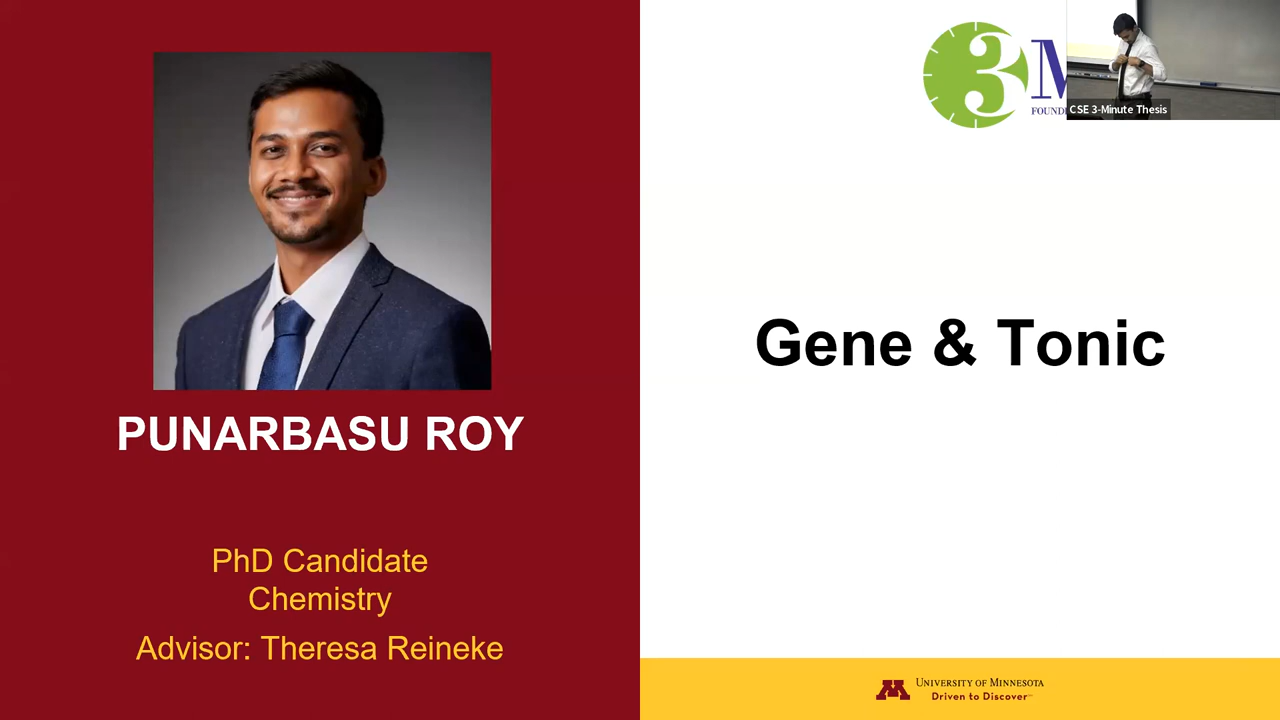 PUNARBASU ROY
PhD Candidate
Chemistry
Advisor: Theresa Reineke
3M
CSE 3-Minute Thesis
Gene & Tonic
UNIVERSITY OF MINNESOTA
Driven to Discover